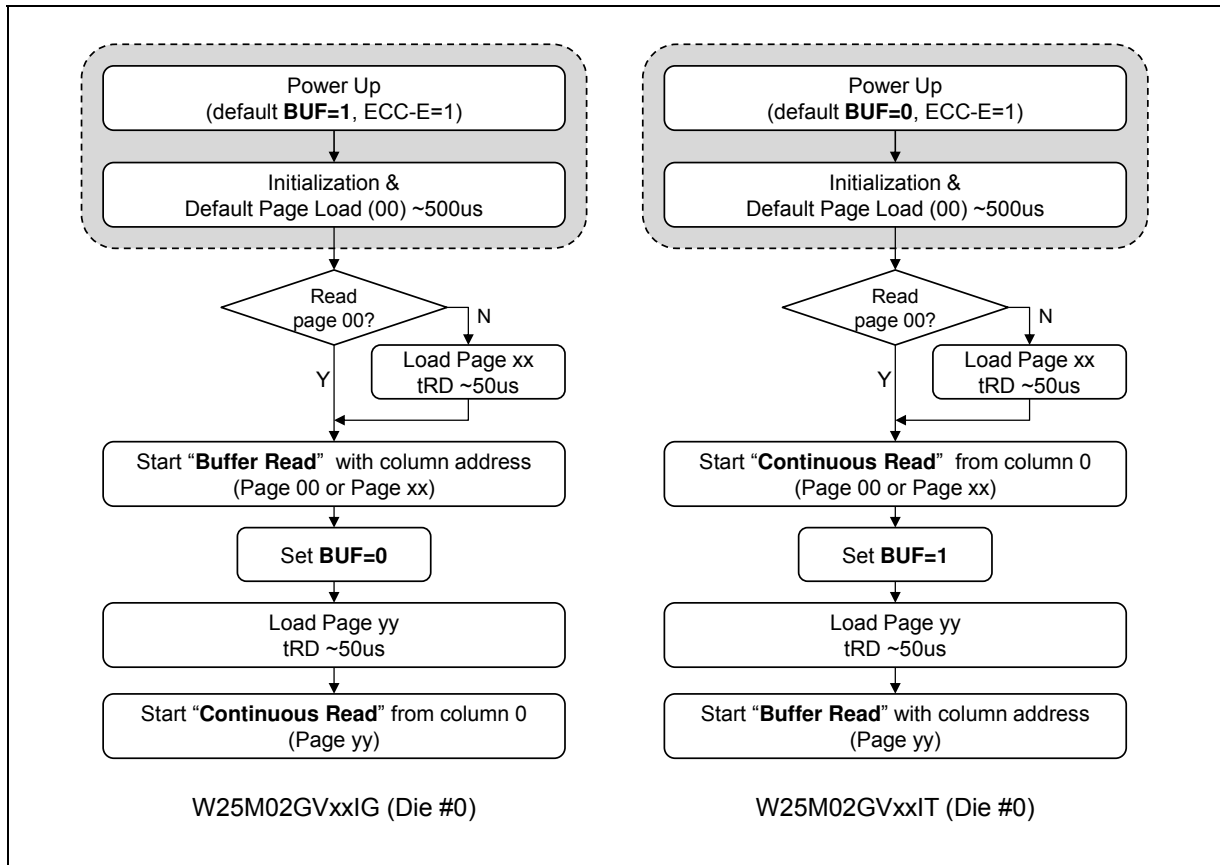 Power Up
(default BUF=1, ECC-E=1)
Initialization &
Default Page Load (00) ~500us
Read
page 00?
N
Load Page xx
tRD ~50us
Y
Start “Buffer Read” with column address
(Page 00 or Page xx)
Set BUF=0
Load Page yy
tRD ~50us
Start “Continuous Read” from column 0
(Page yy)
W25M02GVxxIG (Die #0)
Power Up
(default BUF=0, ECC-E=1)
Initialization &
Default Page Load (00) ~500us
Read
page 00?
N
Load Page xx
tRD ~50us
Y
Start “Continuous Read” from column 0
(Page 00 or Page xx)
Set BUF=1
Load Page yy
tRD ~50us
Start “Buffer Read” with column address
(Page yy)
W25M02GVxxIT (Die #0)